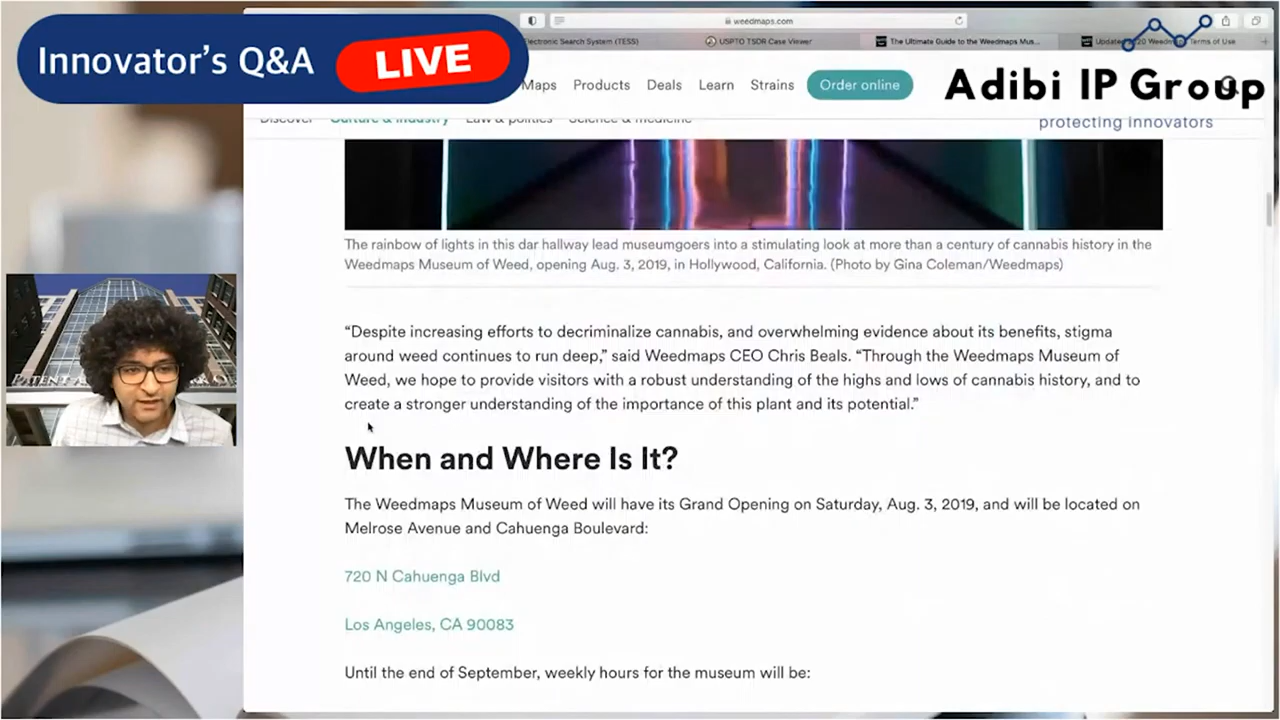 Innovator's Q&A
LIVE
weedmaps.com
lectronic Search System (TESS)
USPTO TSDR Case Viewer
The Ultimate Guide to the Weedmaps Mus...
Maps
Products
Deals
Learn
Strains
Order online
Adibi IP Group
protecting innovators
Discover
Culture & industry
Law & politics
Science & medicine
The rainbow of lights in this dar hallway lead museumgoers into a stimulating look at more than a century of cannabis history in the
Weedmaps Museum of Weed, opening Aug. 3, 2019, in Hollywood, California. (Photo by Gina Coleman/Weedmaps)
“Despite increasing efforts to decriminalize cannabis, and overwhelming evidence about its benefits, stigma
around weed continues to run deep,” said Weedmaps CEO Chris Beals. “Through the Weedmaps Museum of
Weed, we hope to provide visitors with a robust understanding of the highs and lows of cannabis history, and to
create a stronger understanding of the importance of this plant and its potential.”
When and Where Is It?
The Weedmaps Museum of Weed will have its Grand Opening on Saturday, Aug. 3, 2019, and will be located on
Melrose Avenue and Cahuenga Boulevard:
720 N Cahuenga Blvd
Los Angeles, CA 90083
Until the end of September, weekly hours for the museum will be: